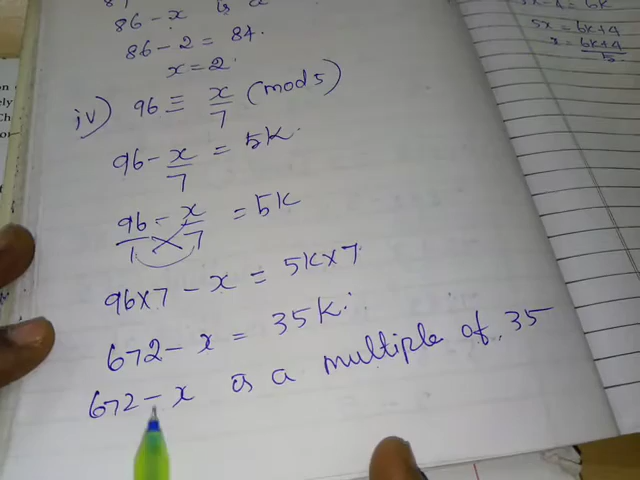 86 - x is a
86 - 2 = 84.
x = 2.
iv) 96 ≡ x/7 (mod 5)
96 - x/7 = 5K.
96/1 - x/7 = 5K
96×7 - x = 5K×7
672 - x = 35K.
672 - x is a multiple of 35
5x = 6K+4
x = 6K+4/5